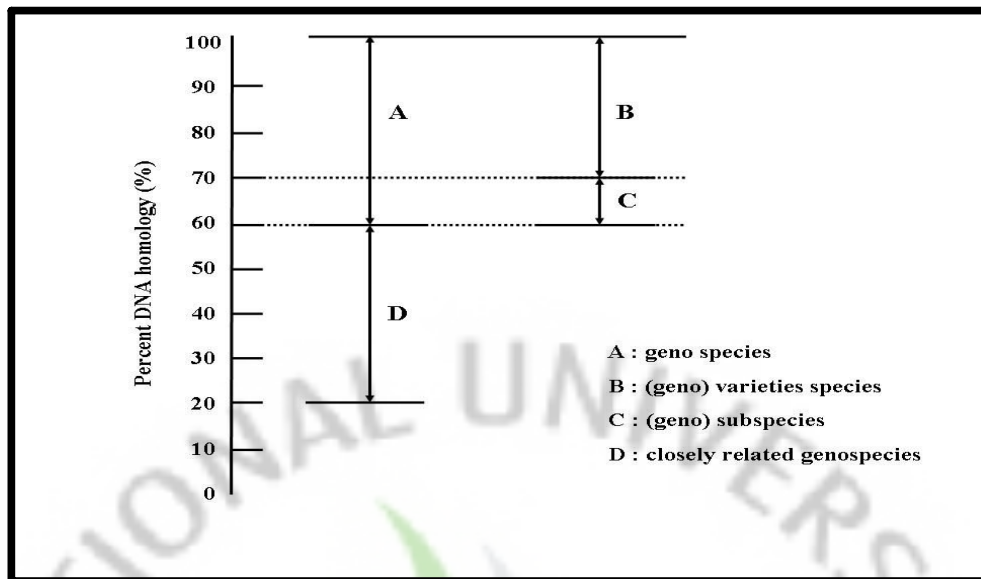 100
90
80
70
60
50
40
30
20
10
0
Percent DNA homology (%)
A
B
C
D
A : geno species
B : (geno) varieties species
C : (geno) subspecies
D : closely related genospecies